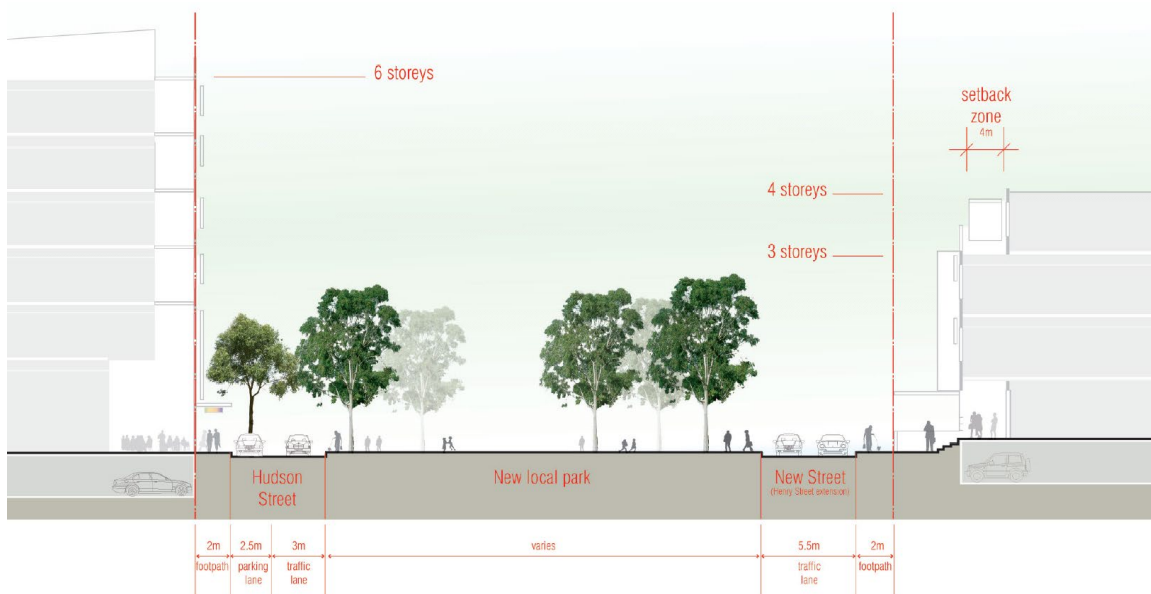 6 storeys
setback
zone
4m
4 storeys
3 storeys
Hudson
Street
New local park
New Street
(Henry Street extension)
2m
footpath
2.5m
parking
lane
3m
traffic
lane
varies
5.5m
traffic
lane
2m
footpath